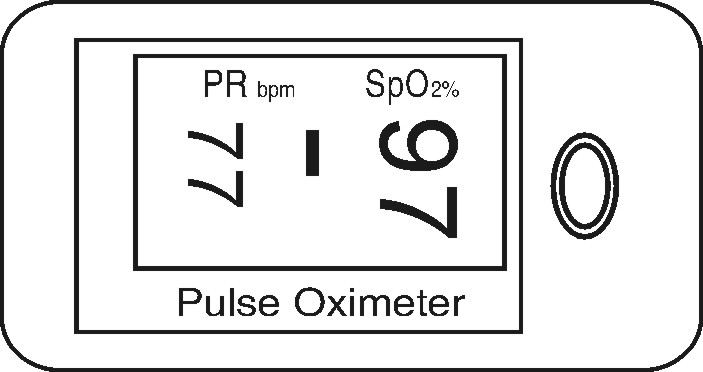 PR bpm SpO2%
77 - 97
Pulse Oximeter